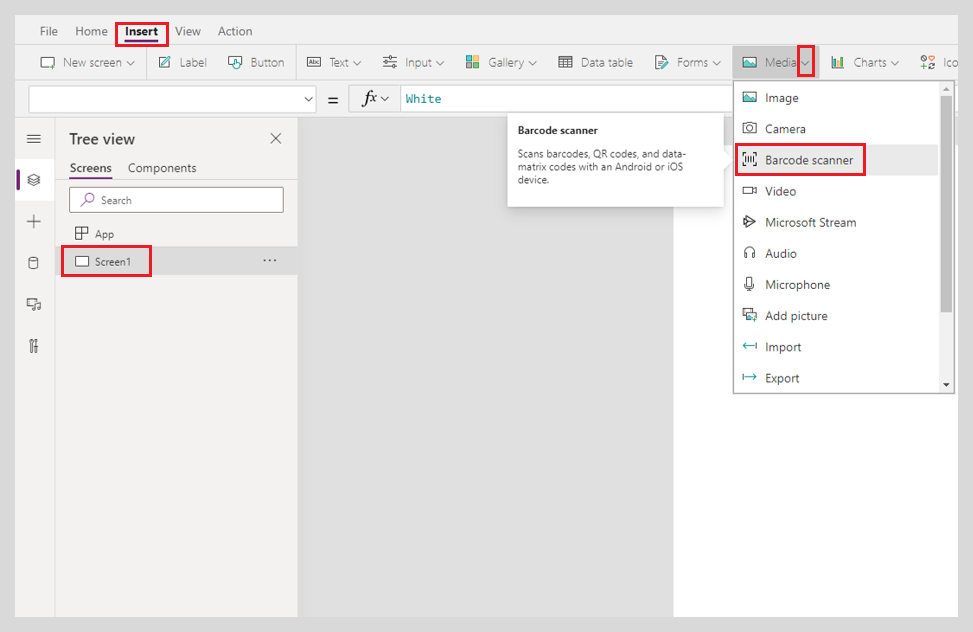 File Home Insert View Action
New screen Label Button Abc Text Input Gallery Data table Forms Media Charts Ico
= fx White
Tree view
Screens Components
Search
App
Screen1 ...
Barcode scanner
Scans barcodes, QR codes, and data-
matrix codes with an Android or iOS
device.
Image
Camera
Barcode scanner
Video
Microsoft Stream
Audio
Microphone
Add picture
Import
Export